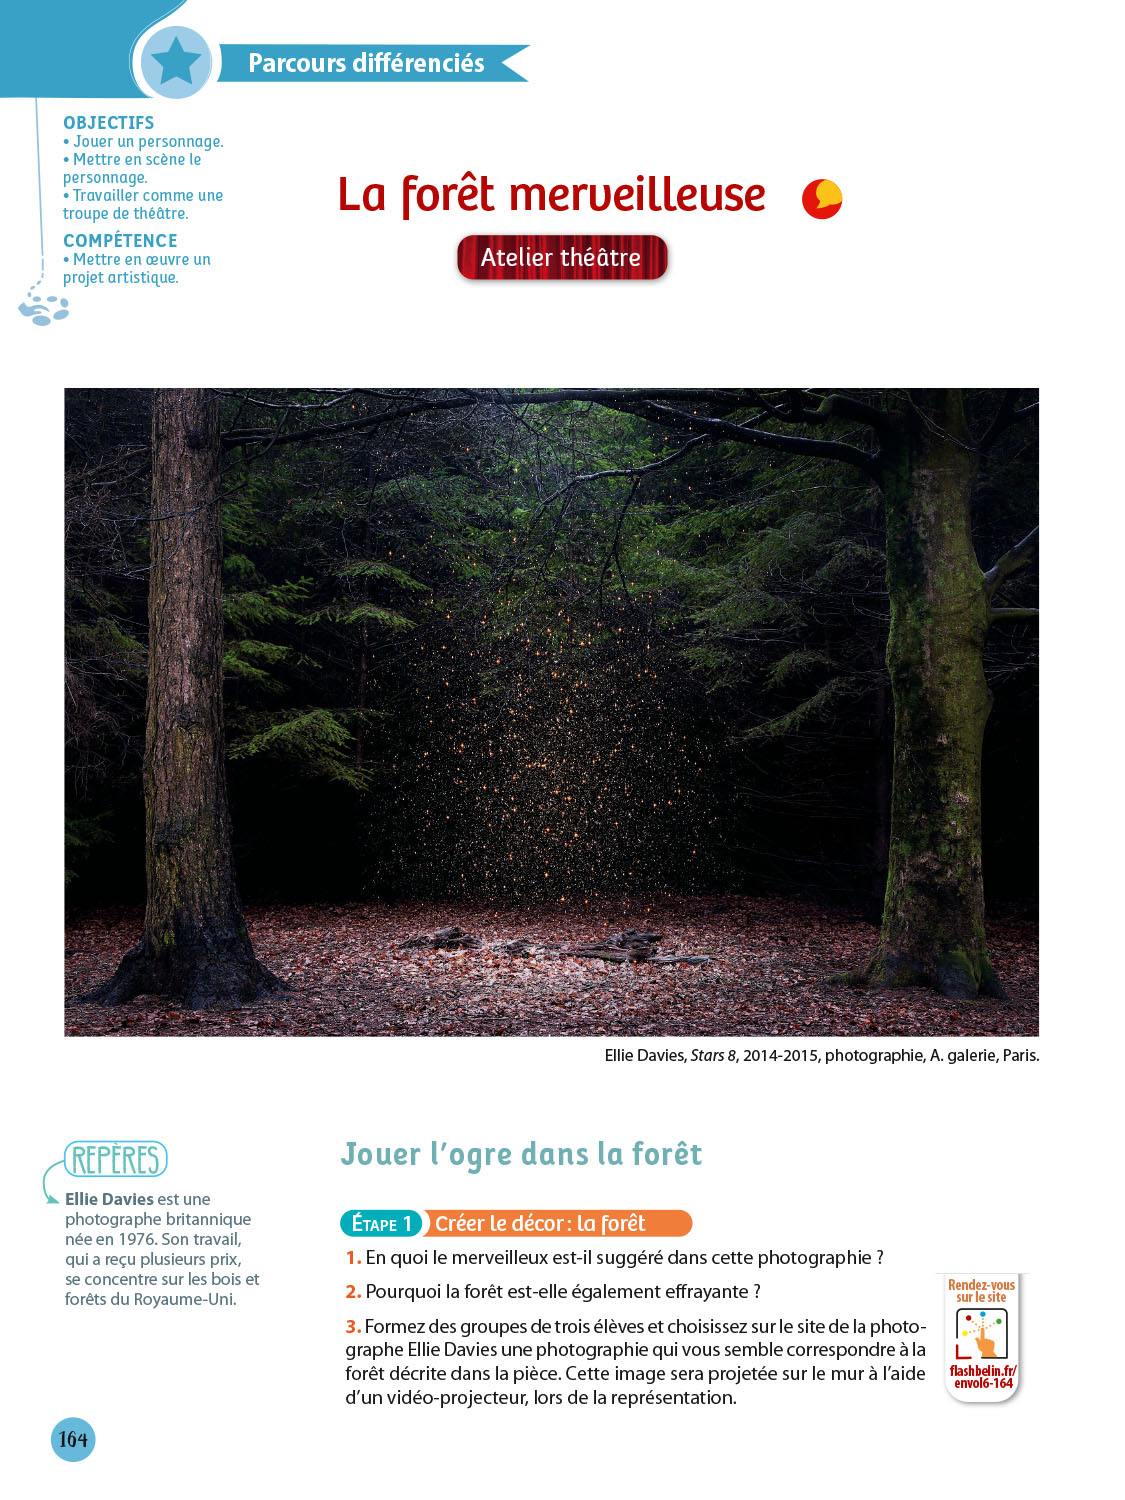 Parcours différenciés
OBJECTIFS
• Jouer un personnage.
• Mettre en scène le
personnage.
• Travailler comme une
troupe de théâtre.
COMPÉTENCE
• Mettre en œuvre un
projet artistique.
La forêt merveilleuse
Atelier théâtre
Ellie Davies, Stars 8, 2014-2015, photographie, A. galerie, Paris.
REPÈRES
Ellie Davies est une
photographe britannique
née en 1976. Son travail,
qui a reçu plusieurs prix,
se concentre sur les bois et
forêts du Royaume-Uni.
Jouer l'ogre dans la forêt
ÉTAPE 1 Créer le décor : la forêt
1. En quoi le merveilleux est-il suggéré dans cette photographie ?
2. Pourquoi la forêt est-elle également effrayante ?
3. Formez des groupes de trois élèves et choisissez sur le site de la photo-
graphe Ellie Davies une photographie qui vous semble correspondre à la
forêt décrite dans la pièce. Cette image sera projetée sur le mur à l'aide
d'un vidéo-projecteur, lors de la représentation.
Rendez-vous
sur le site
flashbelin.fr/
envol6-164
164